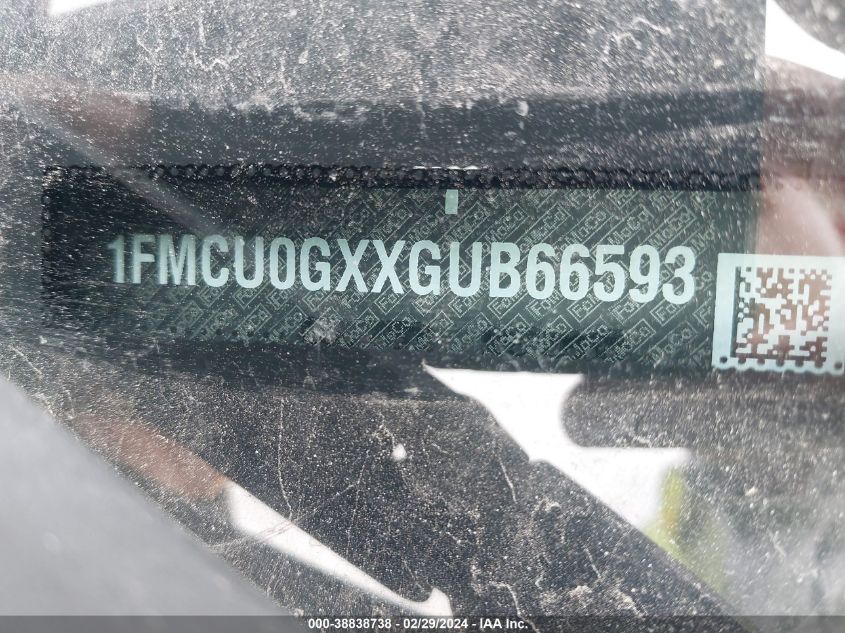 1FMCU0GXXGUB66593
000-38838738 - 02/29/2024 - IAA Inc.